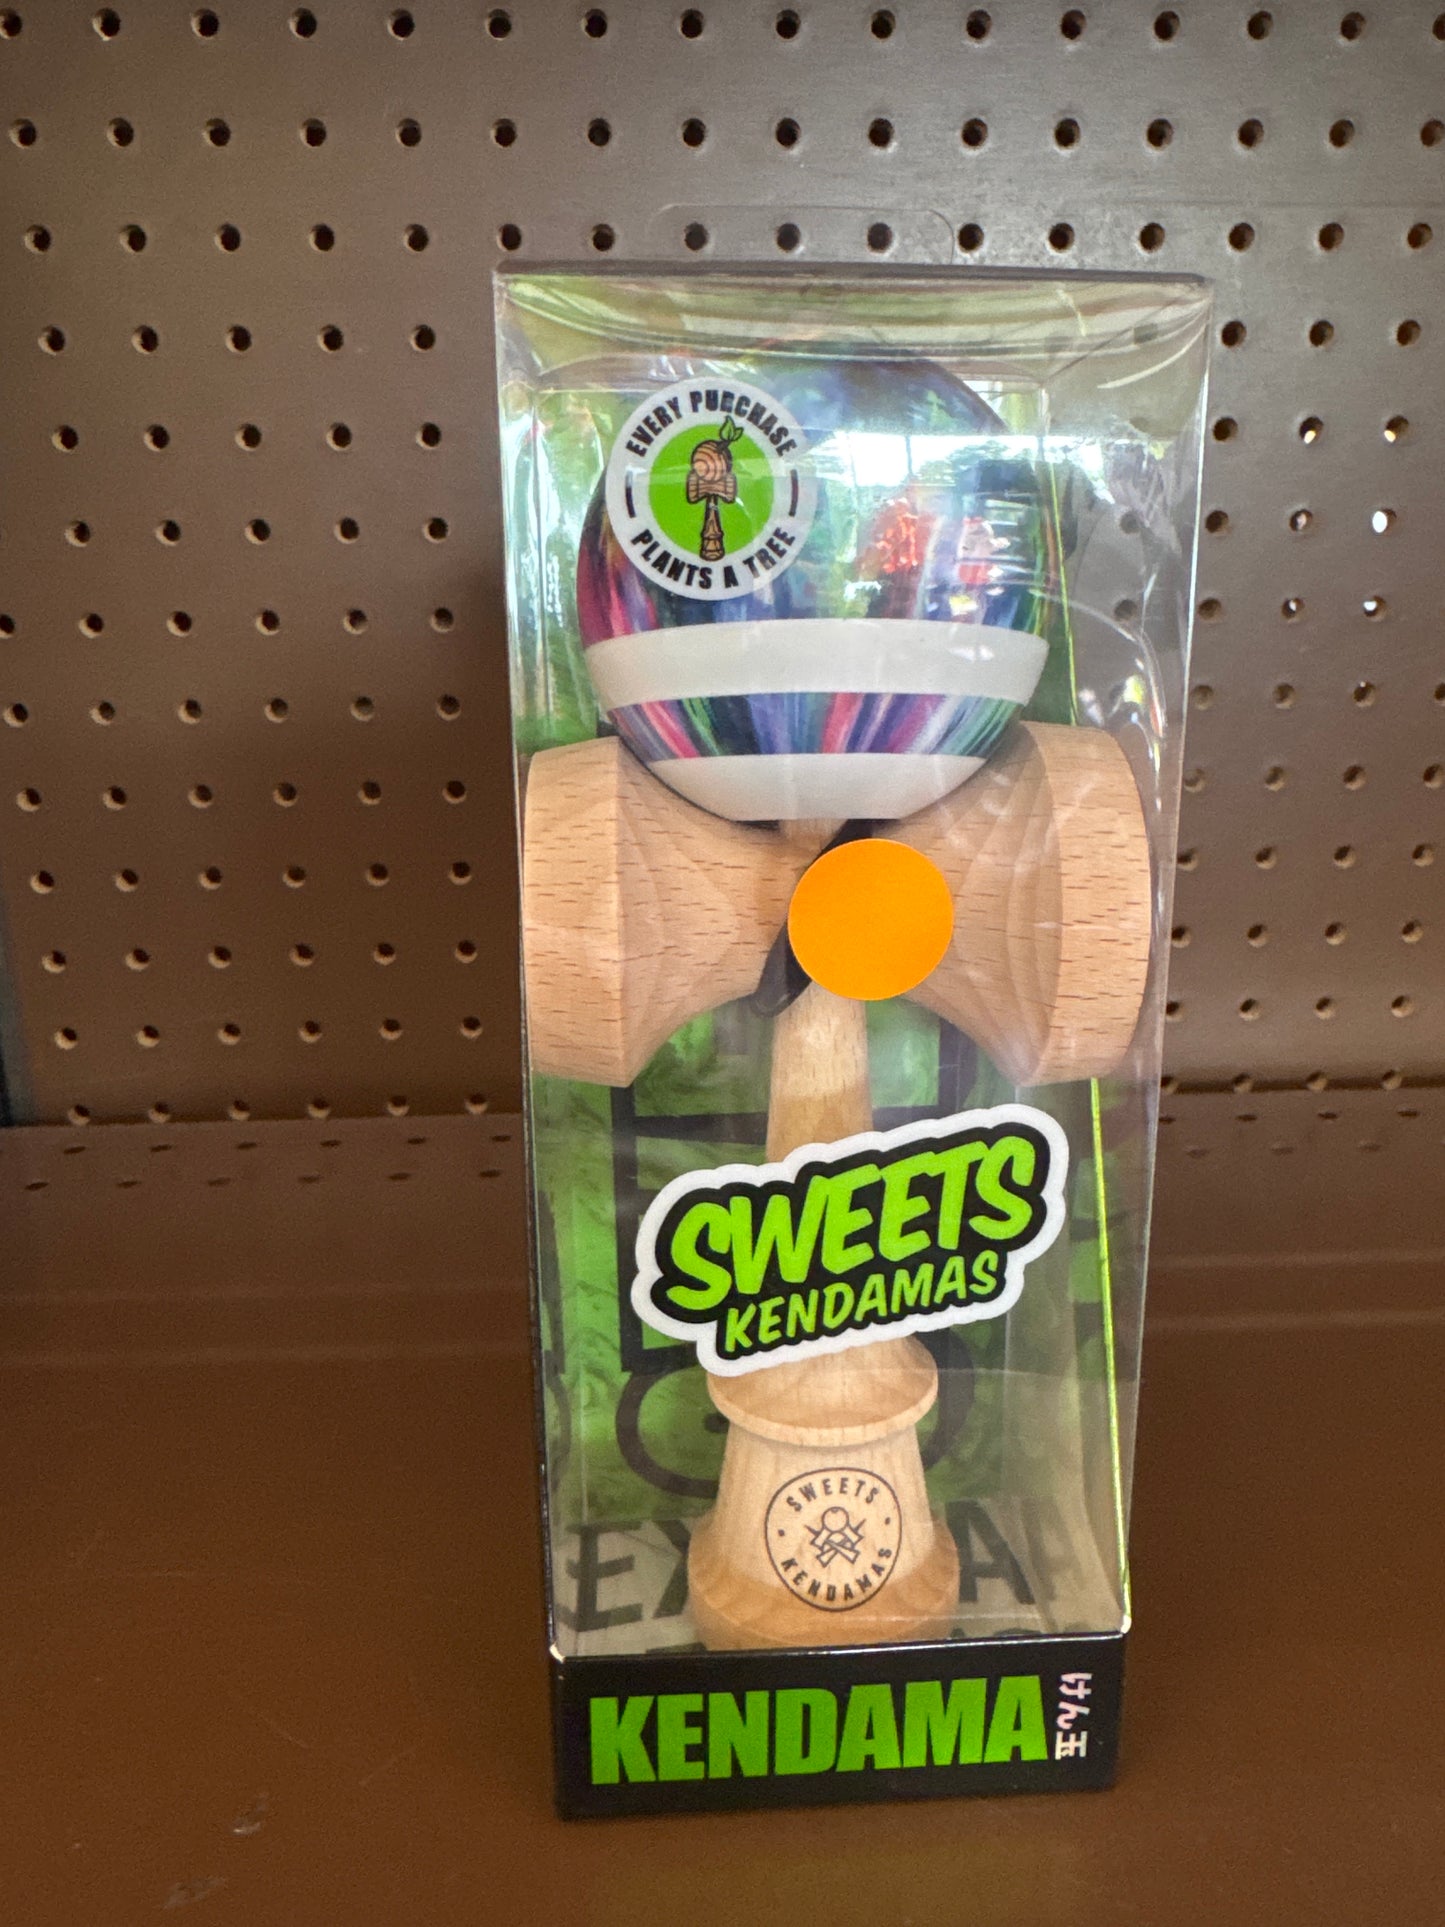 EVERY PURCHASE
PLANTS A TREE
SWEETS
KENDAMAS
SWEETS
KENDAMAS
KENDAMA
けん玉